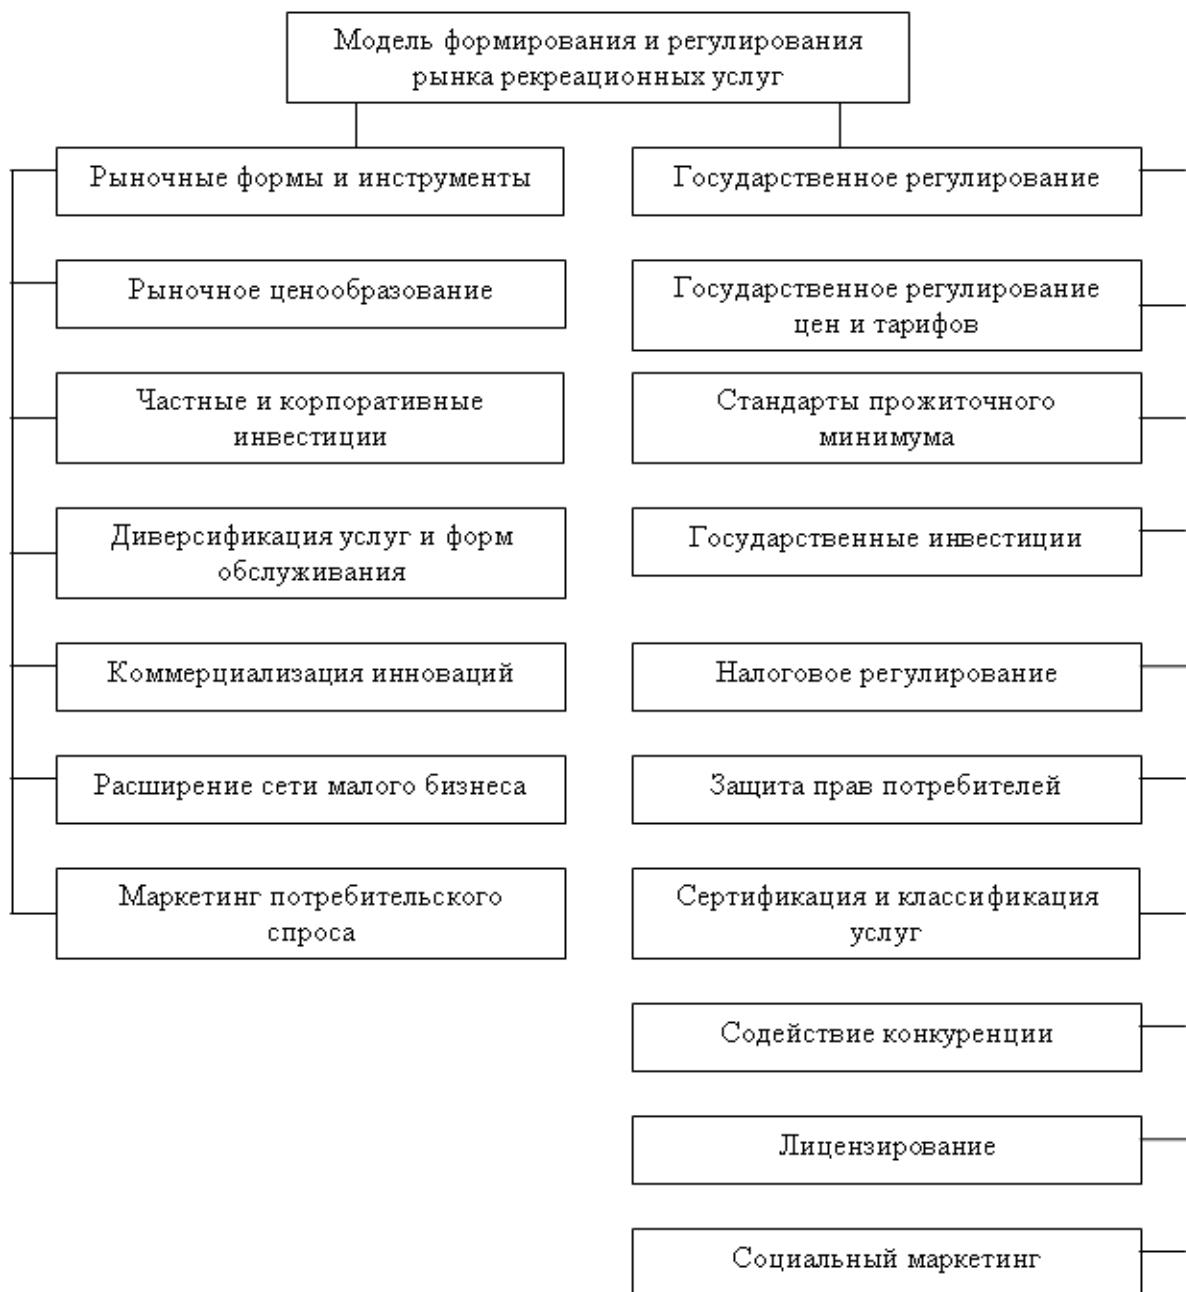 Модель формирования и регулирования
рынка рекреационных услуг
Рыночные формы и инструменты
Рыночное ценообразование
Частные и корпоративные
инвестиции
Диверсификация услуг и форм
обслуживания
Коммерциализация инноваций
Расширение сети малого бизнеса
Маркетинг потребительского
спроса
Государственное регулирование
Государственное регулирование
цен и тарифов
Стандарты прожиточного
минимума
Государственные инвестиции
Налоговое регулирование
Защита прав потребителей
Сертификация и классификация
услуг
Содействие конкуренции
Лицензирование
Социальный маркетинг